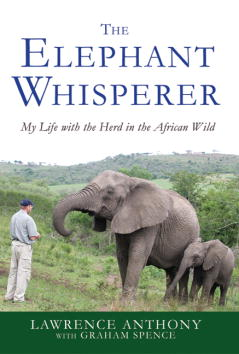 THE
ELEPHANT
WHISPERER
My Life with the Herd in the African Wild
LAWRENCE ANTHONY
WITH GRAHAM SPENCE